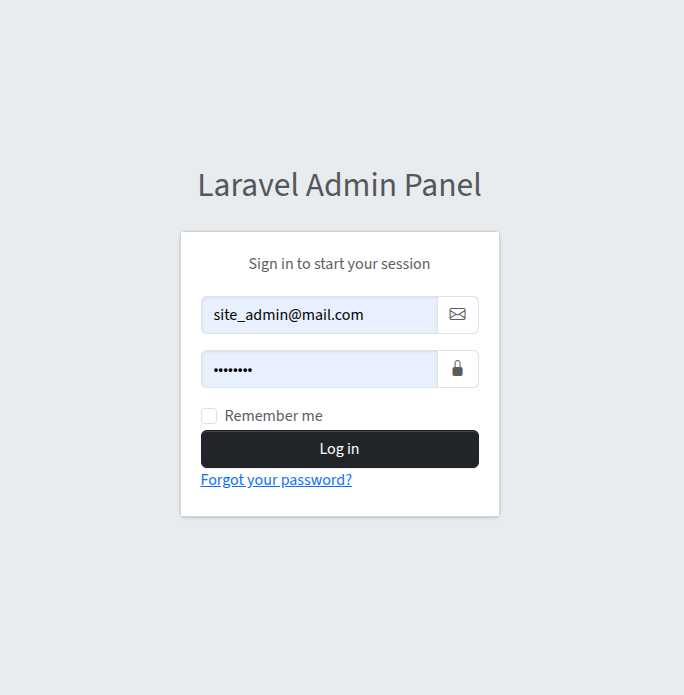 Laravel Admin Panel
Sign in to start your session
site_admin@mail.com
••••••••
Remember me
Log in
Forgot your password?